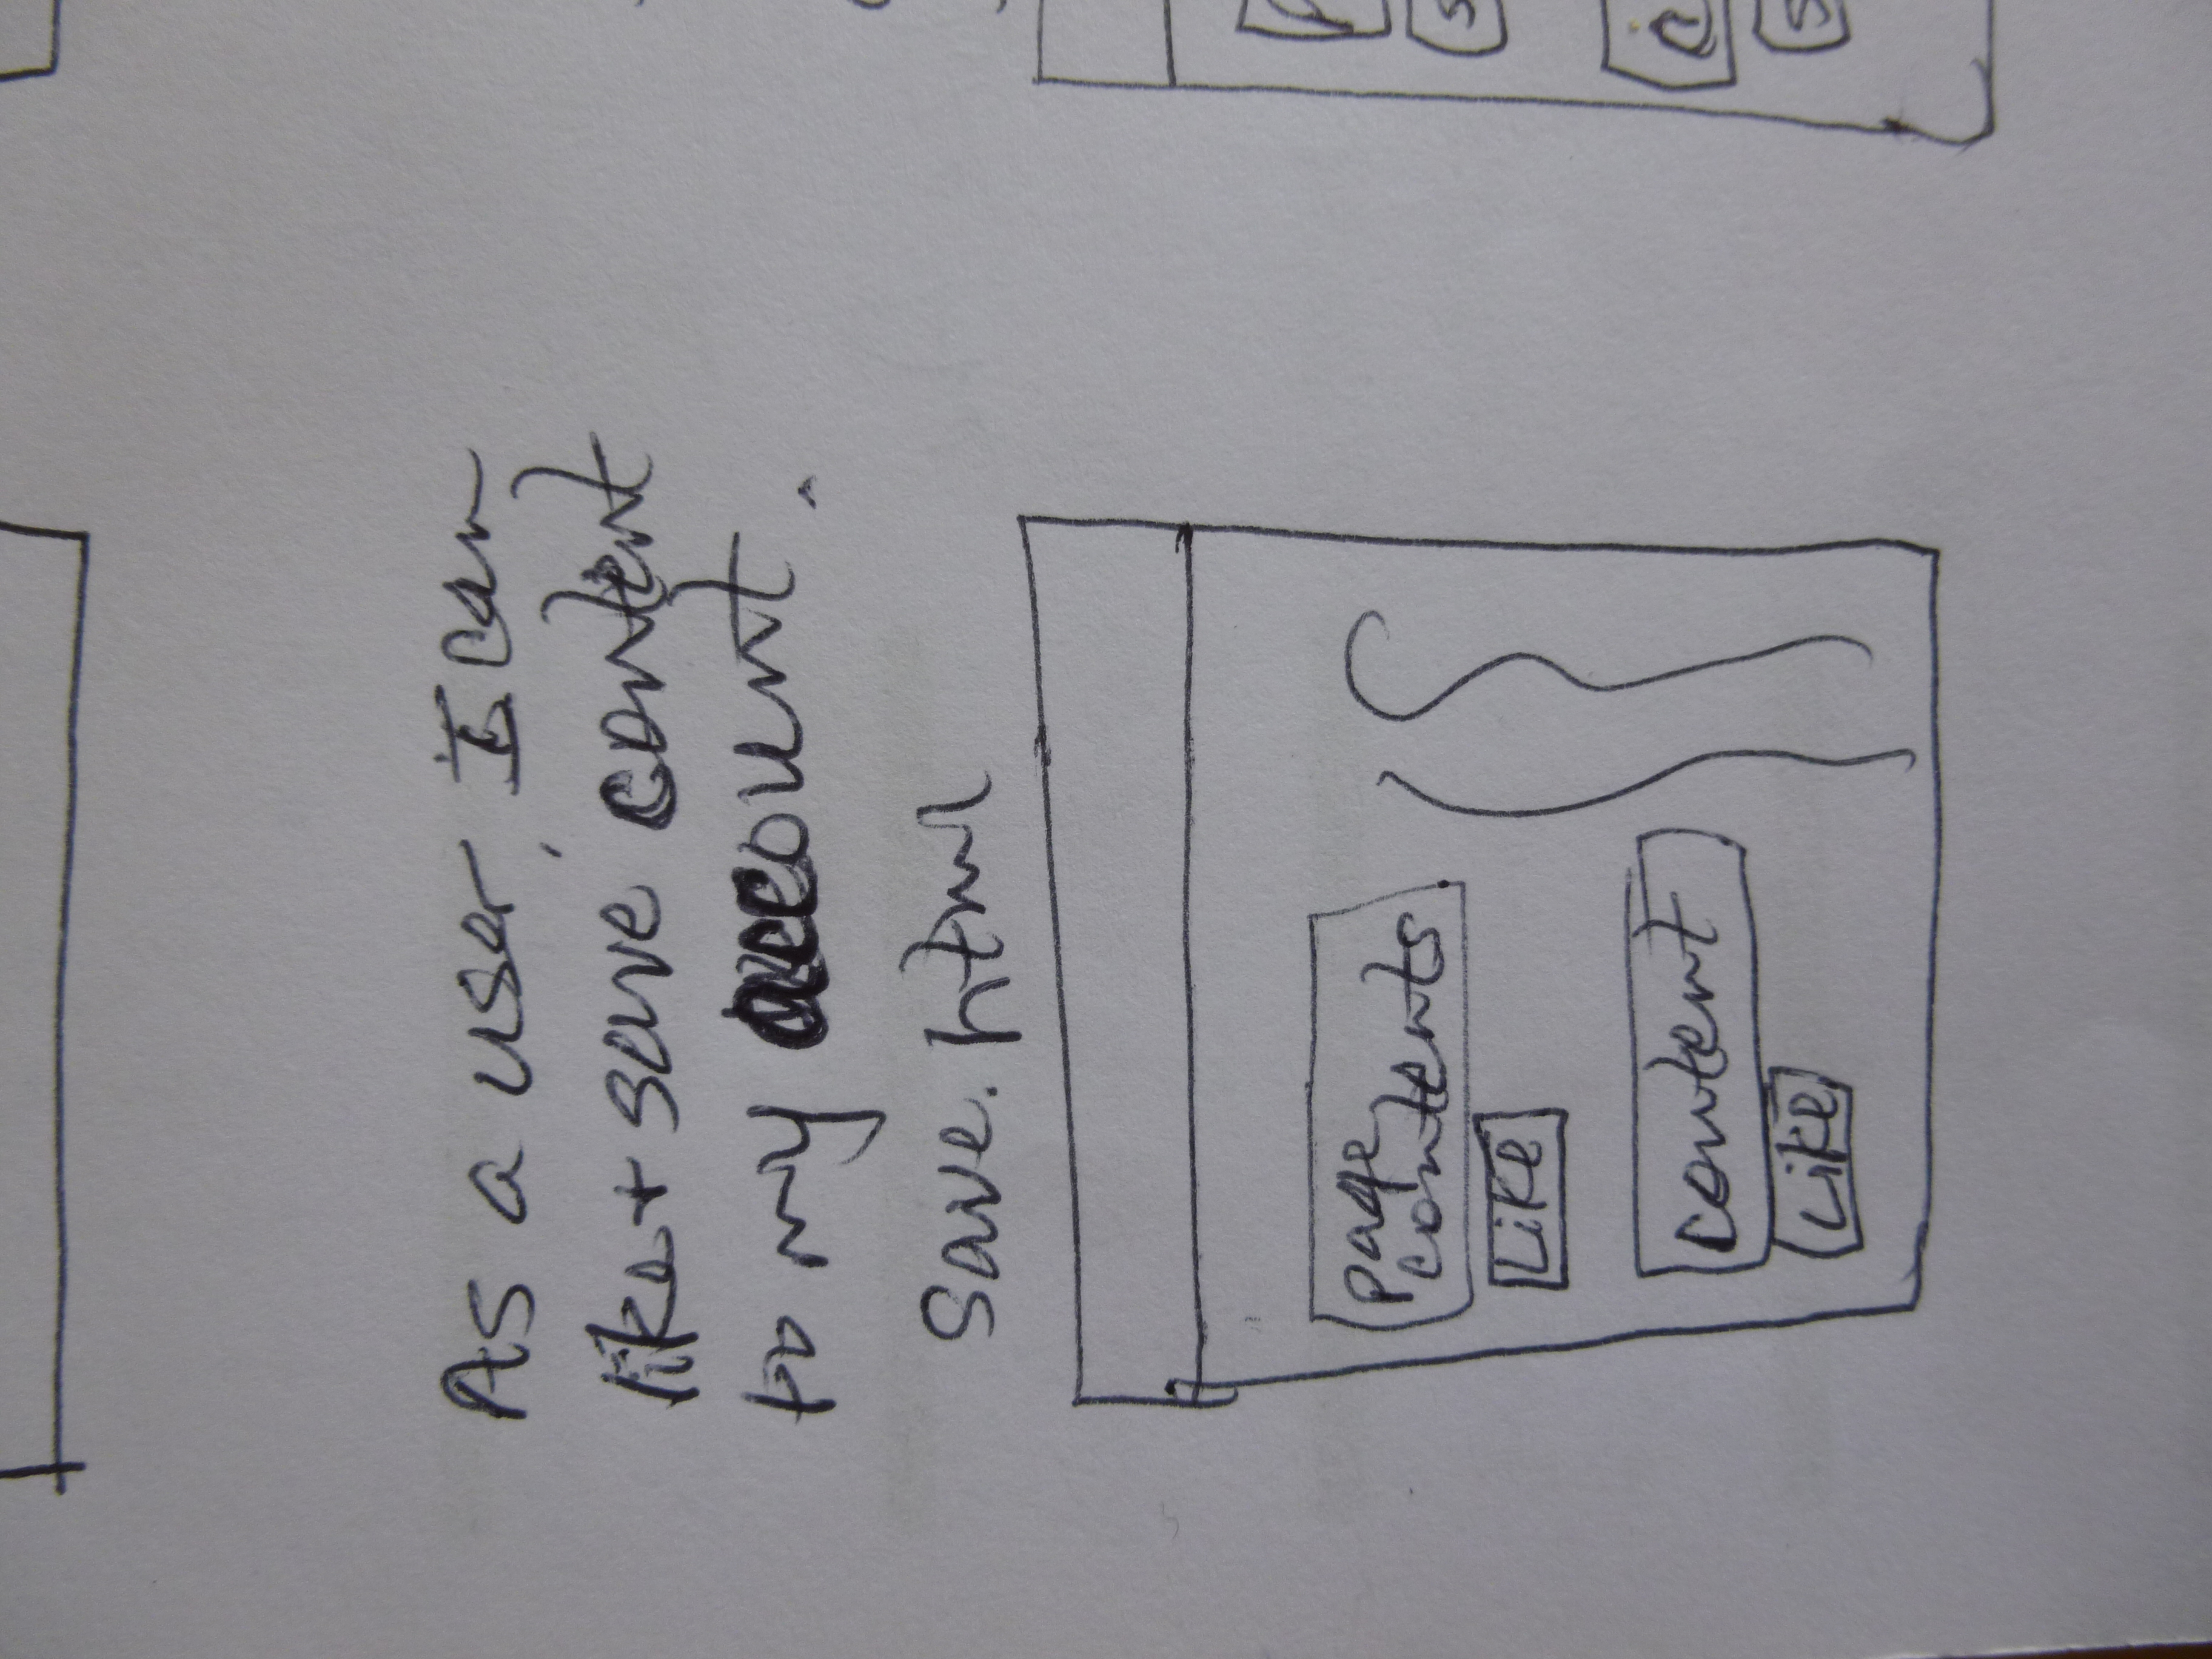 As a user, I can
like + save content
to my account.
save.html
page
contents
Like
content
Like